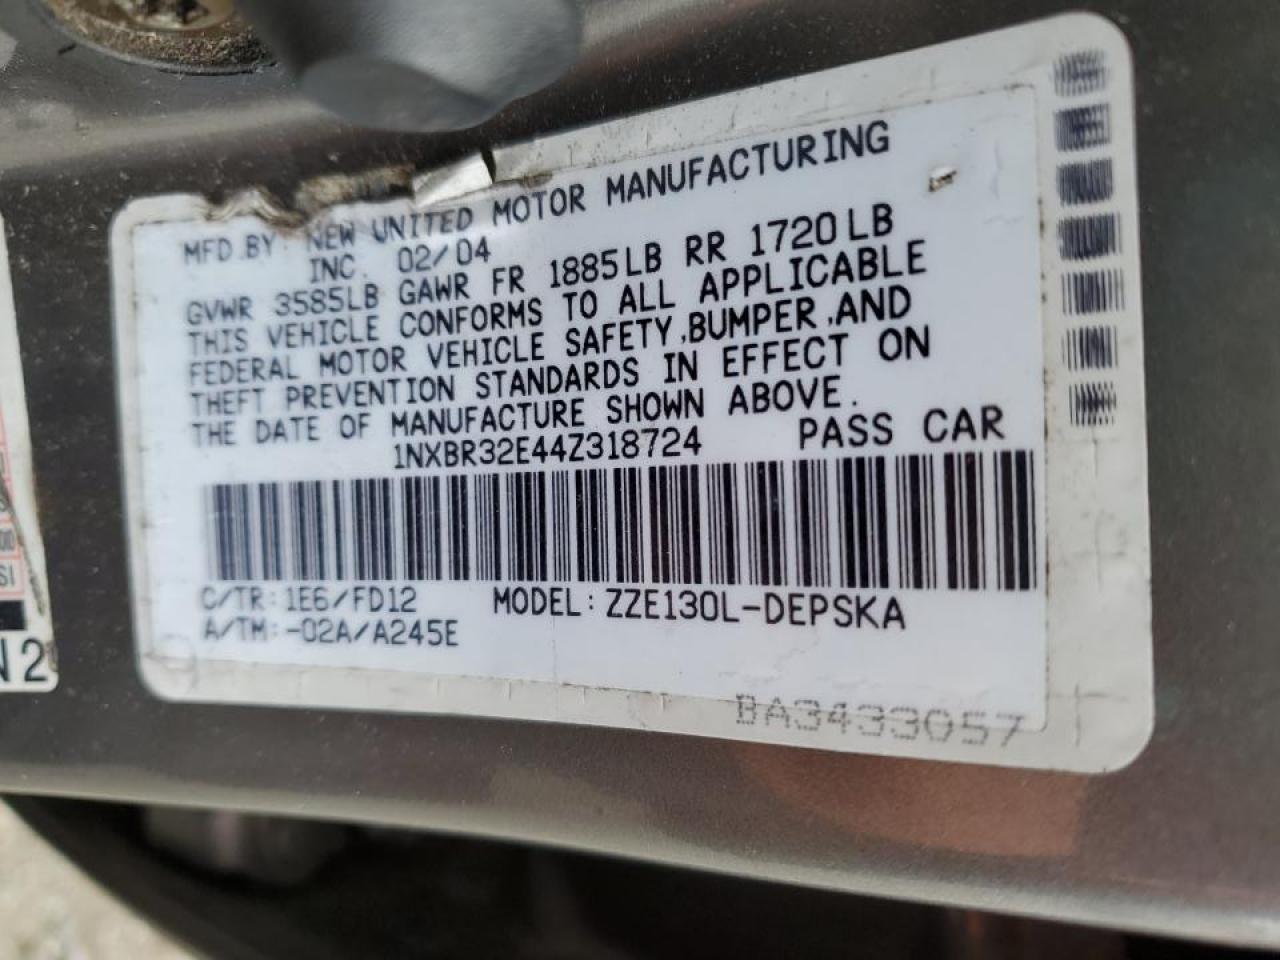 MFD.BY NEW UNITED MOTOR MANUFACTURING
INC. 02/04
GVWR 3585LB GAWR FR 1885LB RR 1720LB
THIS VEHICLE CONFORMS TO ALL APPLICABLE
FEDERAL MOTOR VEHICLE SAFETY,BUMPER,AND
THEFT PREVENTION STANDARDS IN EFFECT ON
THE DATE OF MANUFACTURE SHOWN ABOVE.
1NXBR32E44Z318724 PASS CAR
C/TR:1E6/FD12 MODEL:ZZE130L-DEPSKA
A/TM:-02A/A245E
BA3433057
N2
SI